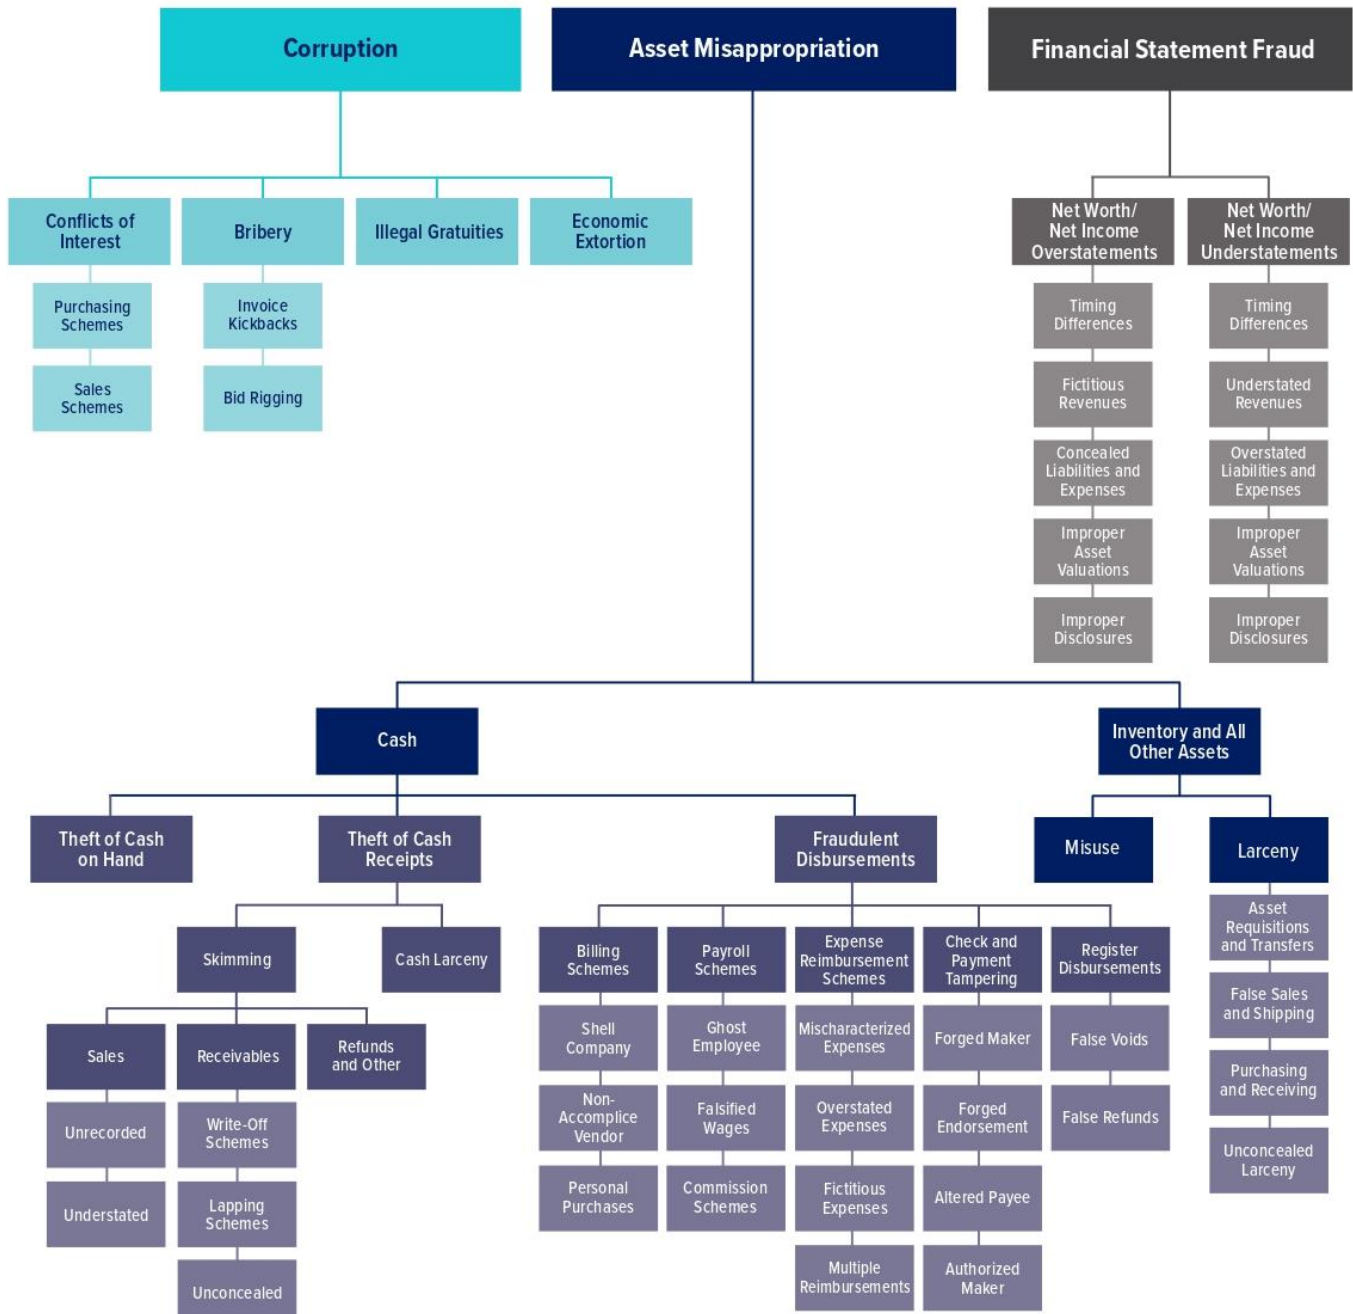 Corruption
Asset Misappropriation
Financial Statement Fraud
Conflicts of
Interest
Bribery
Illegal Gratuities
Economic
Extortion
Purchasing
Schemes
Sales
Schemes
Invoice
Kickbacks
Bid Rigging
Net Worth/
Net Income
Overstatements
Timing
Differences
Fictitious
Revenues
Concealed
Liabilities and
Expenses
Improper
Asset
Valuations
Improper
Disclosures
Net Worth/
Net Income
Understatements
Timing
Differences
Understated
Revenues
Overstated
Liabilities and
Expenses
Improper
Asset
Valuations
Improper
Disclosures
Cash
Inventory and All
Other Assets
Theft of Cash
on Hand
Theft of Cash
Receipts
Fraudulent
Disbursements
Misuse
Larceny
Skimming
Cash Larceny
Sales
Unrecorded
Understated
Receivables
Write-Off
Schemes
Lapping
Schemes
Unconcealed
Refunds
and Other
Billing
Schemes
Shell
Company
Non-
Accomplice
Vendor
Personal
Purchases
Payroll
Schemes
Ghost
Employee
Falsified
Wages
Commission
Schemes
Expense
Reimbursement
Schemes
Mischaracterized
Expenses
Overstated
Expenses
Fictitious
Expenses
Multiple
Reimbursements
Check and
Payment
Tampering
Forged Maker
Forged
Endorsement
Altered Payee
Authorized
Maker
Register
Disbursements
False Voids
False Refunds
Asset
Requisitions
and Transfers
False Sales
and Shipping
Purchasing
and Receiving
Unconcealed
Larceny